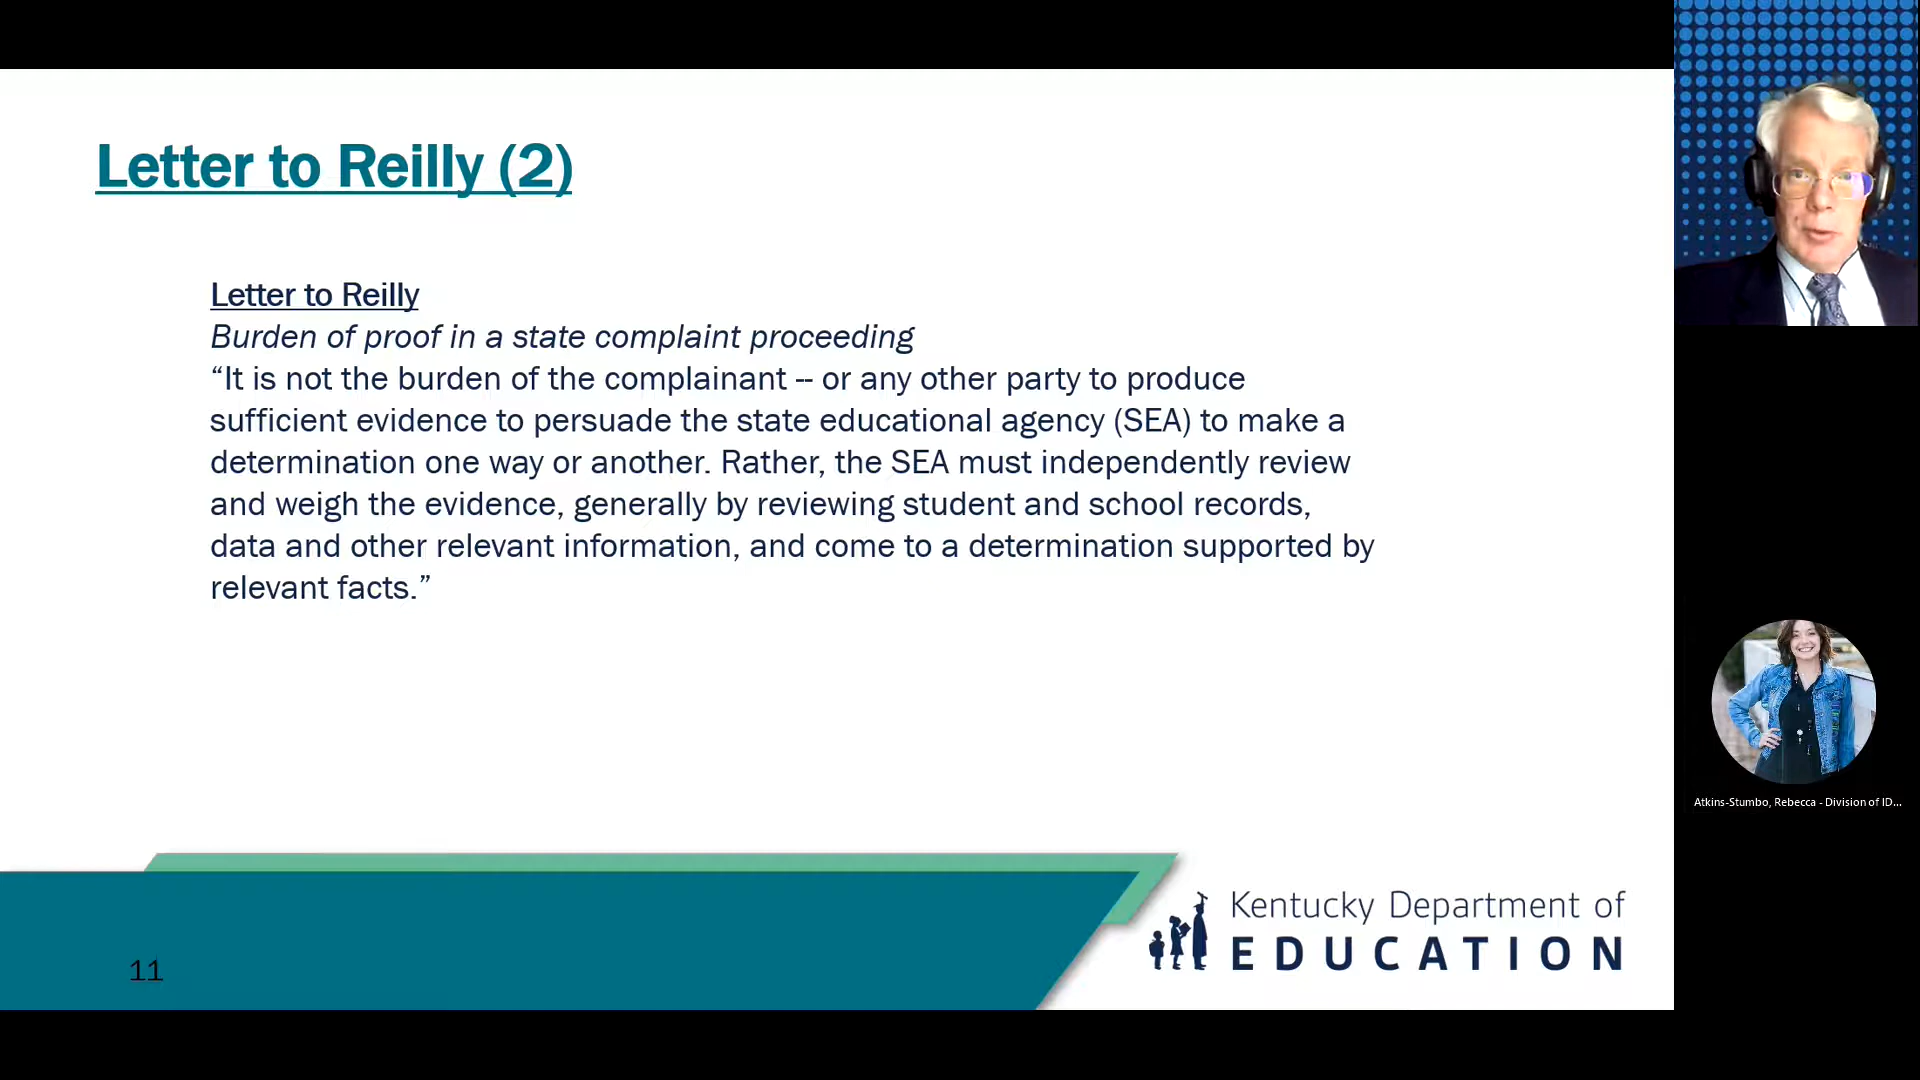 Letter to Reilly (2)
Letter to Reilly
Burden of proof in a state complaint proceeding
“It is not the burden of the complainant -- or any other party to produce
sufficient evidence to persuade the state educational agency (SEA) to make a
determination one way or another. Rather, the SEA must independently review
and weigh the evidence, generally by reviewing student and school records,
data and other relevant information, and come to a determination supported by
relevant facts.”
11
Kentucky Department of
EDUCATION
Atkins-Stumbo, Rebecca - Division of ID...